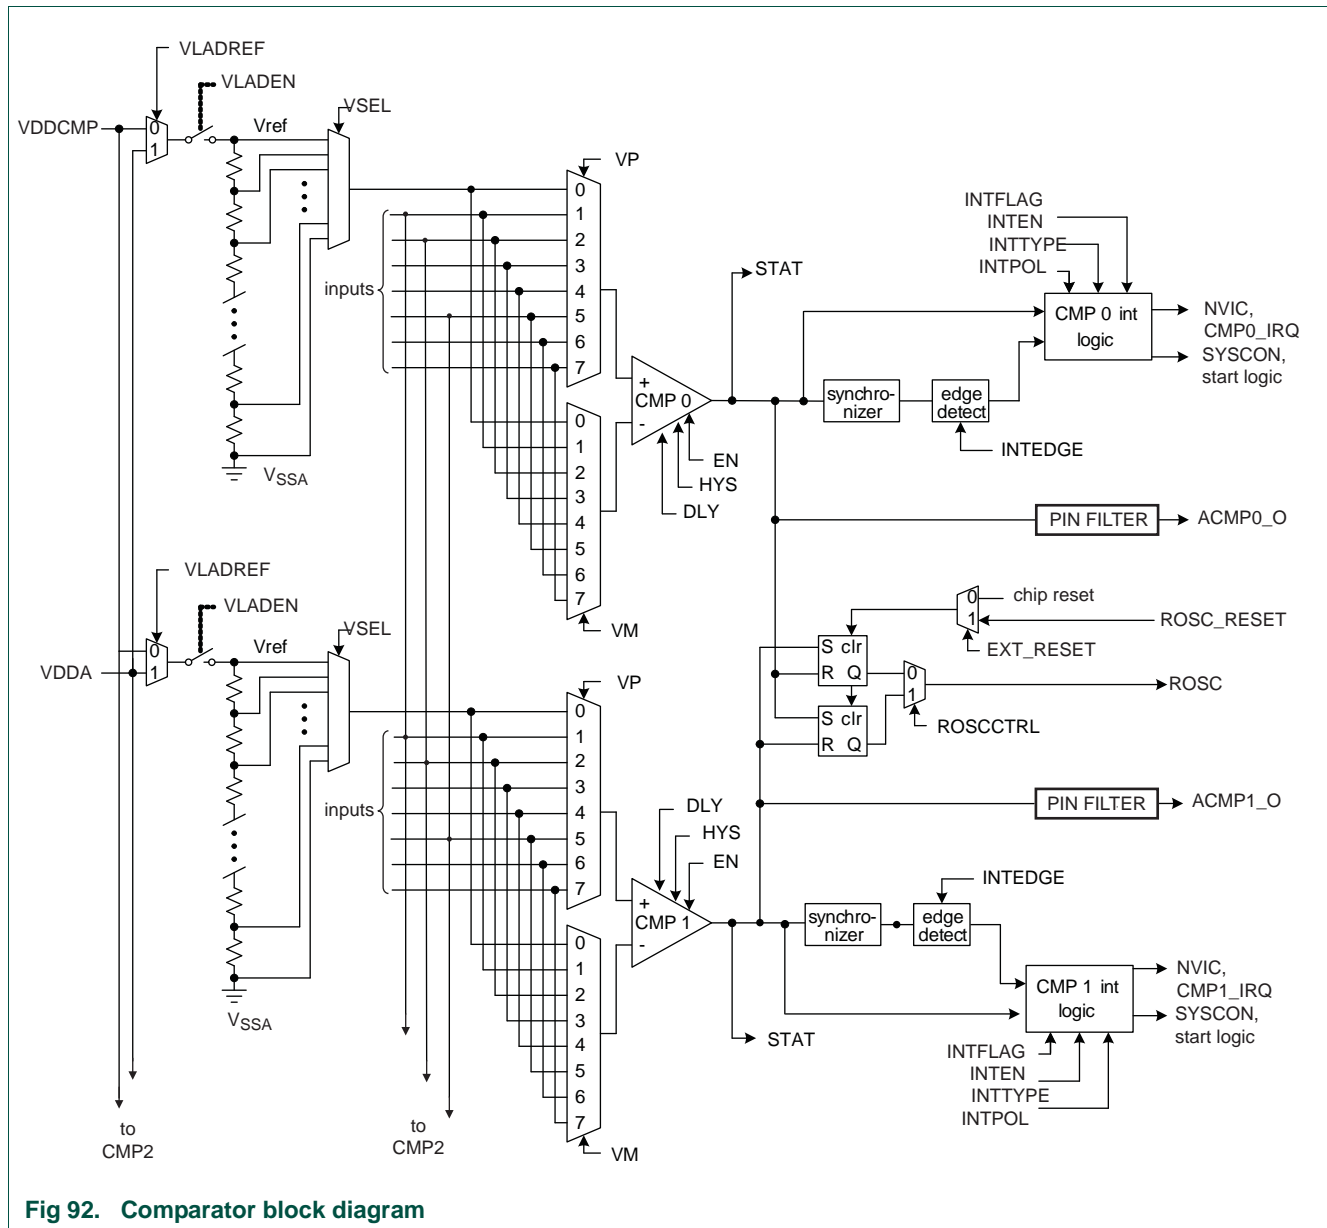 VLADREF
VLADEN
VDDCMP
0
1
Vref
VSEL
VP
0
1
2
3
4
5
6
7
inputs
VSSA
+
CMP 0
-
0
1
2
3
4
5
6
7
VM
EN
HYS
DLY
STAT
synchro-
nizer
edge
detect
INTEDGE
INTFLAG
INTEN
INTTYPE
INTPOL
CMP 0 int
logic
NVIC,
CMP0_IRQ
SYSCON,
start logic
PIN FILTER
ACMP0_O
0
1
chip reset
ROSC_RESET
EXT_RESET
S clr
R Q
S clr
R Q
0
1
ROSC
ROSCCTRL
PIN FILTER
ACMP1_O
VLADREF
VLADEN
VDDA
0
1
Vref
VSEL
VP
0
1
2
3
4
5
6
7
inputs
VSSA
DLY
HYS
EN
+
CMP 1
-
0
1
2
3
4
5
6
7
VM
STAT
synchro-
nizer
edge
detect
INTEDGE
CMP 1 int
logic
NVIC,
CMP1_IRQ
SYSCON,
start logic
INTFLAG
INTEN
INTTYPE
INTPOL
to
CMP2
to
CMP2
Fig 92. Comparator block diagram